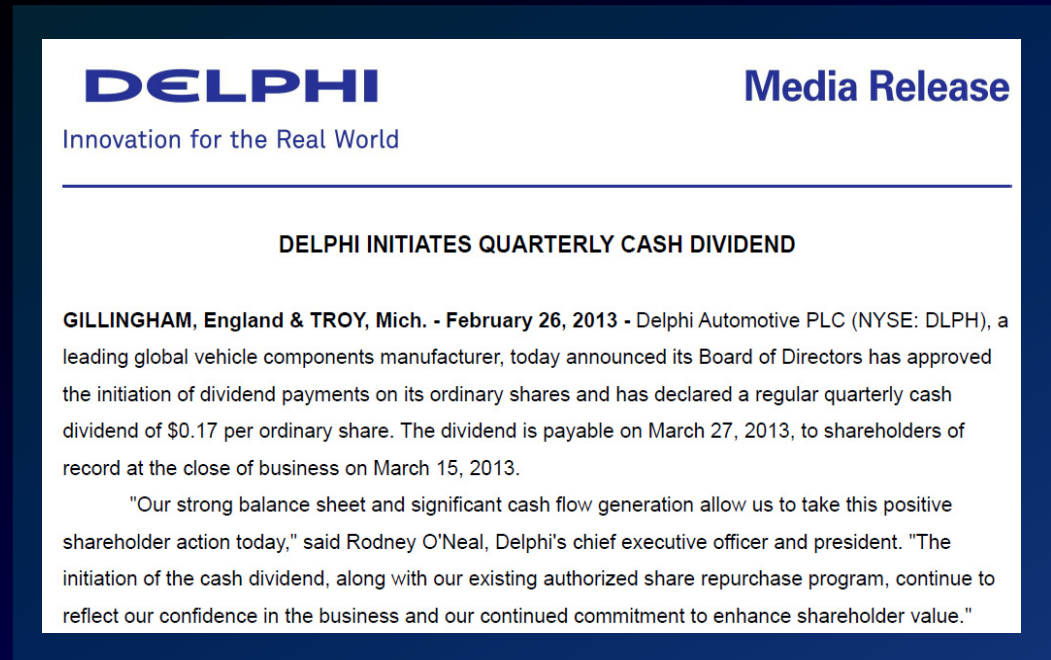 DELPHI
Media Release
Innovation for the Real World
DELPHI INITIATES QUARTERLY CASH DIVIDEND
GILLINGHAM, England & TROY, Mich. - February 26, 2013 - Delphi Automotive PLC (NYSE: DLPH), a
leading global vehicle components manufacturer, today announced its Board of Directors has approved
the initiation of dividend payments on its ordinary shares and has declared a regular quarterly cash
dividend of $0.17 per ordinary share. The dividend is payable on March 27, 2013, to shareholders of
record at the close of business on March 15, 2013.
"Our strong balance sheet and significant cash flow generation allow us to take this positive
shareholder action today," said Rodney O'Neal, Delphi's chief executive officer and president. "The
initiation of the cash dividend, along with our existing authorized share repurchase program, continue to
reflect our confidence in the business and our continued commitment to enhance shareholder value."